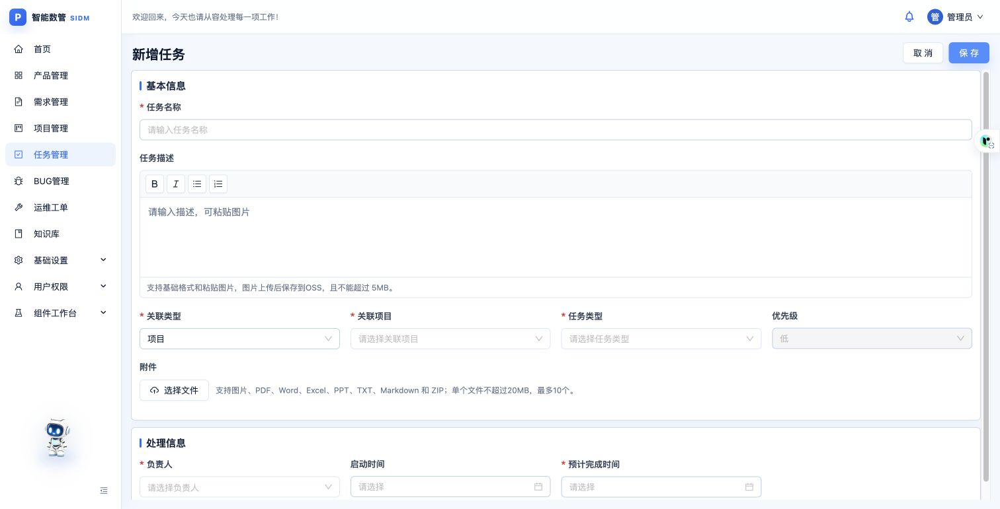 P 智能数管 SIDM
欢迎回来，今天也请从容处理每一项工作！
管 管理员
首页
产品管理
需求管理
项目管理
任务管理
BUG管理
运维工单
知识库
基础设置
用户权限
组件工作台
新增任务
取 消 保 存
基本信息
* 任务名称
请输入任务名称
任务描述
B I
请输入描述，可粘贴图片
支持基础格式和粘贴图片，图片上传后保存到OSS，且不能超过 5MB。
* 关联类型 * 关联项目 * 任务类型 优先级
项目 请选择关联项目 请选择任务类型 低
附件
选择文件 支持图片、PDF、Word、Excel、PPT、TXT、Markdown 和 ZIP；单个文件不超过20MB，最多10个。
处理信息
* 负责人 启动时间 * 预计完成时间
请选择负责人 请选择 请选择